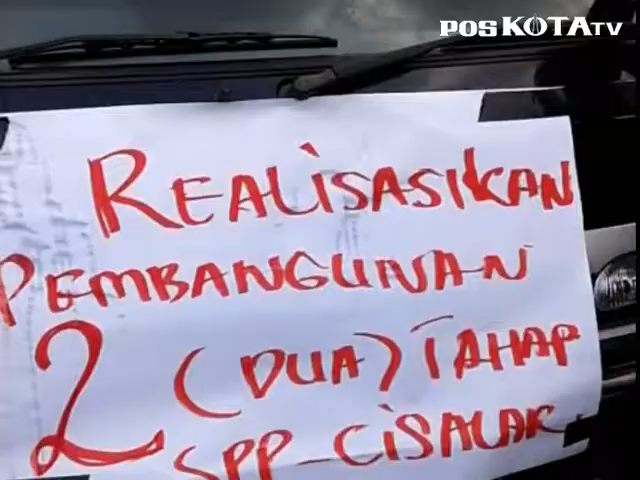 POSKOTATV
REALISASIKAN
PEMBANGUNAN
2 (DUA) TAHAP
SPP-CISALAK